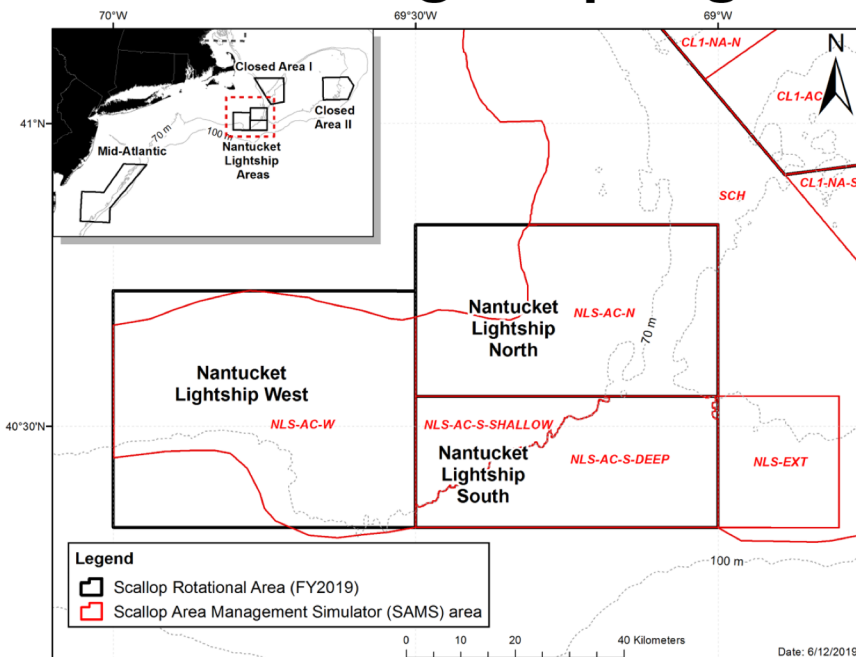 70°W
69°30'W
69°W
41°N
40°30'N
Closed Area I
Closed
Area II
Mid-Atlantic
70 m
100 m
Nantucket
Lightship
Areas
N
CL1-NA-N
CL1-AC
CL1-NA-S
SCH
Nantucket
Lightship
North
NLS-AC-N
70 m
Nantucket
Lightship West
NLS-AC-W
NLS-AC-S-SHALLOW
Nantucket
Lightship
South
NLS-AC-S-DEEP
NLS-EXT
100 m
Legend
Scallop Rotational Area (FY2019)
Scallop Area Management Simulator (SAMS) area
0 10 20 40 Kilometers
Date: 6/12/2019